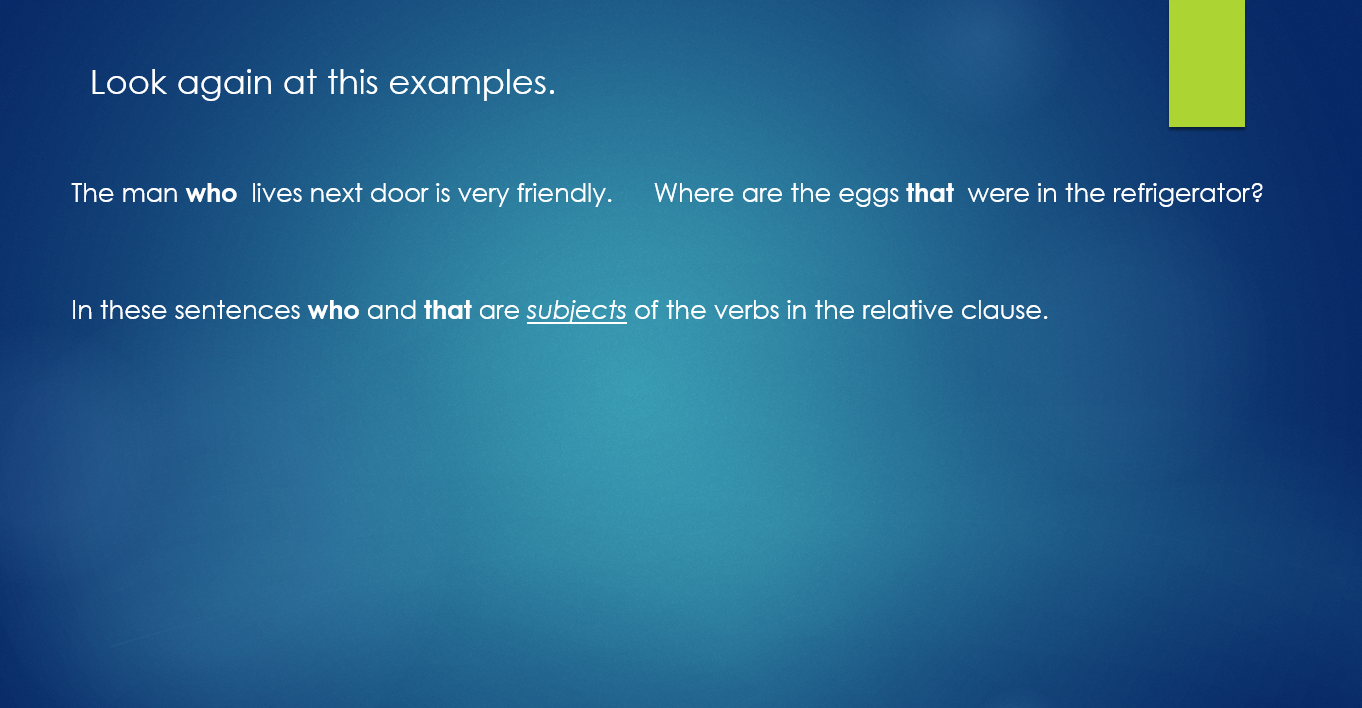 Look again at this examples.
The man who lives next door is very friendly. Where are the eggs that were in the refrigerator?
In these sentences who and that are subjects of the verbs in the relative clause.